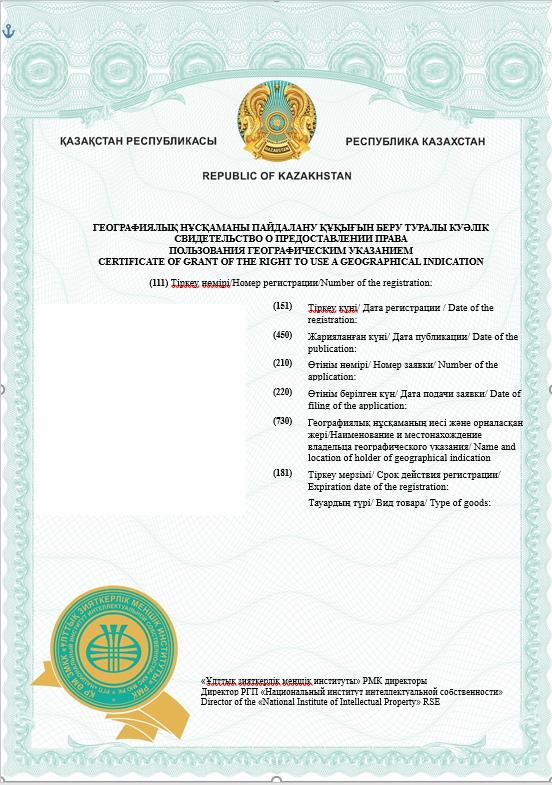 ҚАЗАҚСТАН РЕСПУБЛИКАСЫ
РЕСПУБЛИКА КАЗАХСТАН
REPUBLIC OF KAZAKHSTAN
ГЕОГРАФИЯЛЫҚ НҰСҚАМАНЫ ПАЙДАЛАНУ ҚҰҚЫҒЫН БЕРУ ТУРАЛЫ КУӘЛІК
СВИДЕТЕЛЬСТВО О ПРЕДОСТАВЛЕНИИ ПРАВА
ПОЛЬЗОВАНИЯ ГЕОГРАФИЧЕСКИМ УКАЗАНИЕМ
CERTIFICATE OF GRANT OF THE RIGHT TO USE A GEOGRAPHICAL INDICATION
(111) Тіркеу нөмірі/Номер регистрации/Number of the registration:
(151) Тіркеу күні/ Дата регистрации / Date of the
registration:
(450) Жарияланған күні/ Дата публикации/ Date of the
publication:
(210) Өтінім нөмірі/ Номер заявки/ Number of the
application:
(220) Өтінім берілген күн/ Дата подачи заявки/ Date of
filing of the application:
(730) Географиялық нұсқаманың иесі және орналасқан
жері/Наименование и местонахождение
владельца географического указания/ Name and
location of holder of geographical indication
(181) Тіркеу мерзімі/ Срок действия регистрации/
Expiration date of the registration:
Тауардың түрі/ Вид товара/ Type of goods:
«Ұлттық зияткерлік меншік институты» РМК директоры
Директор РГП «Национальный институт интеллектуальной собственности»
Director of the «National Institute of Intellectual Property» RSE